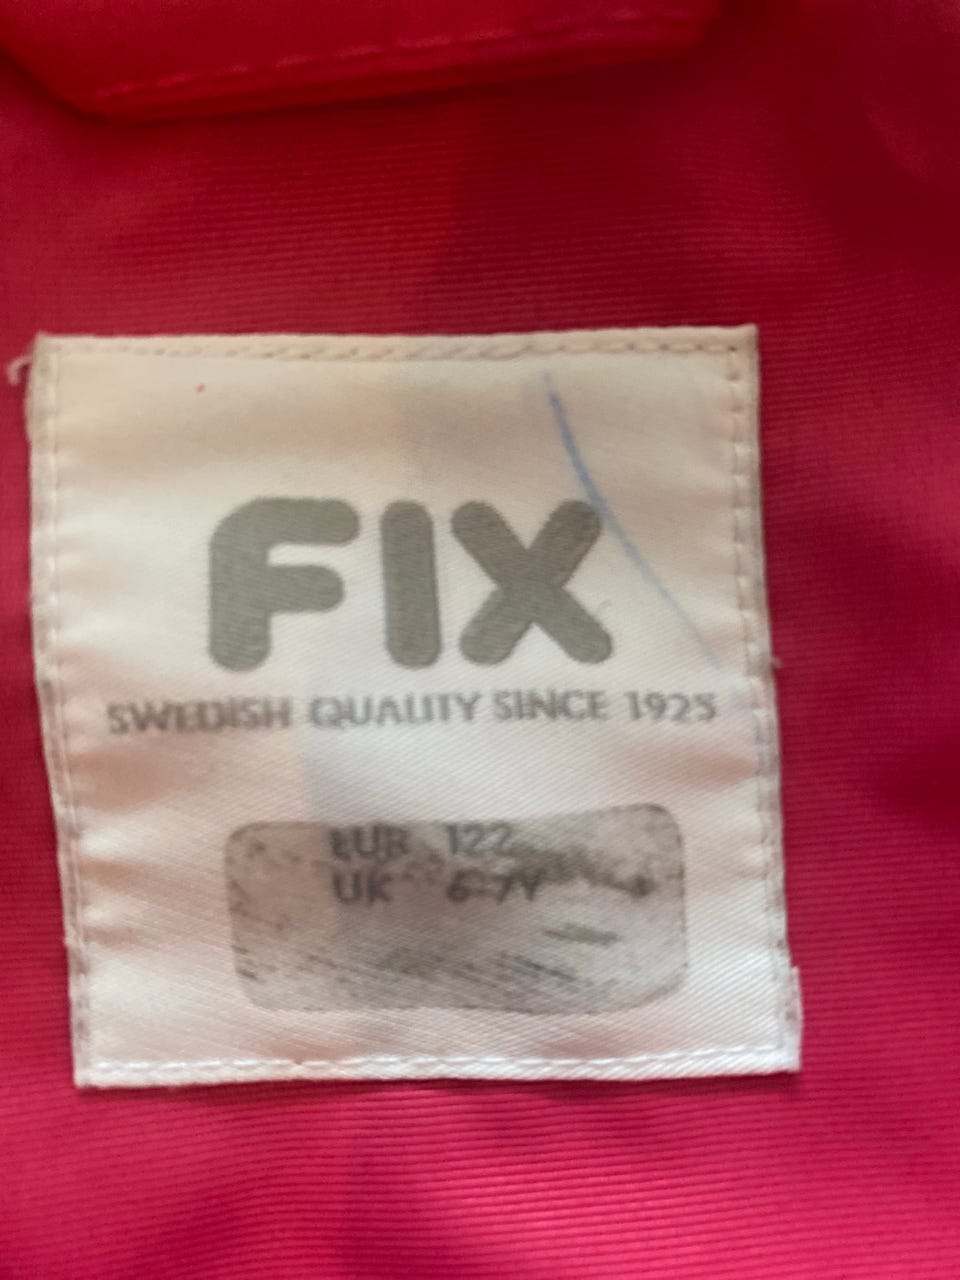 FIX
SWEDISH QUALITY SINCE 1925
EUR 122
UK 6-7Y